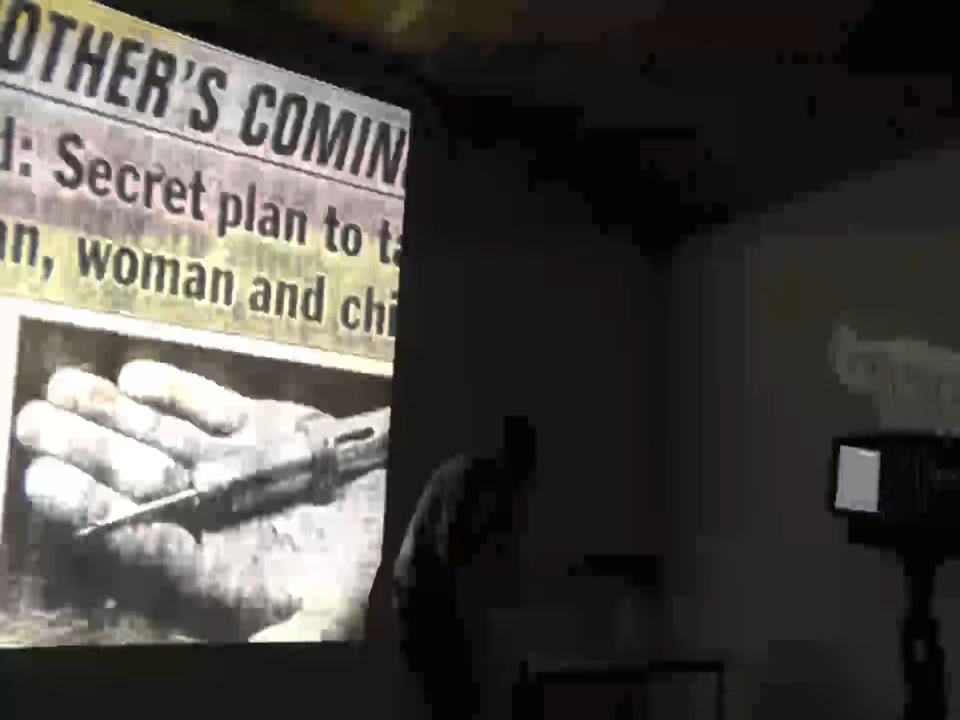 OTHER'S COMIN
d: Secret plan to ta
an, woman and chi